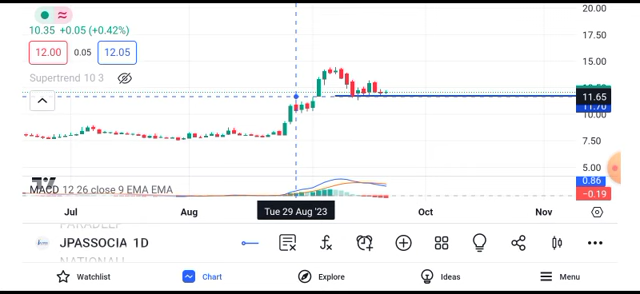 20.00
17.50
15.00
10.35 +0.05 (+0.42%)
12.00 0.05 12.05
Supertrend 10 3
11.65
11.70
10.00
7.50
5.00
MACD 12 26 close 9 EMA EMA
0.86
−0.19
Jul Aug Tue 29 Aug '23 Oct Nov
PARADEEP
JPASSOCIA 1D
NATIONAL
Watchlist Chart Explore Ideas Menu